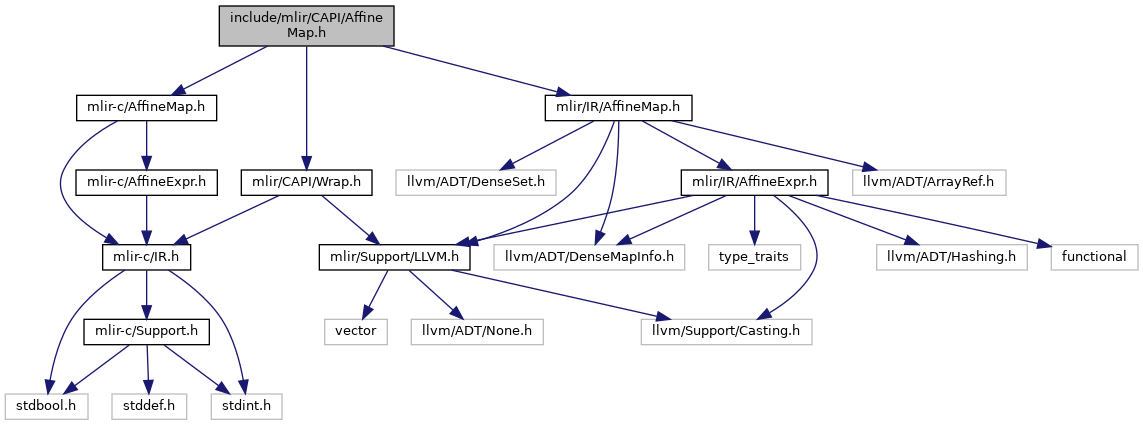 include/mlir/CAPI/Affine
Map.h
mlir-c/AffineMap.h
mlir/IR/AffineMap.h
mlir-c/AffineExpr.h
mlir/CAPI/Wrap.h
llvm/ADT/DenseSet.h
mlir/IR/AffineExpr.h
llvm/ADT/ArrayRef.h
mlir-c/IR.h
mlir/Support/LLVM.h
llvm/ADT/DenseMapInfo.h
type_traits
llvm/ADT/Hashing.h
functional
mlir-c/Support.h
vector
llvm/ADT/None.h
llvm/Support/Casting.h
stdbool.h
stddef.h
stdint.h